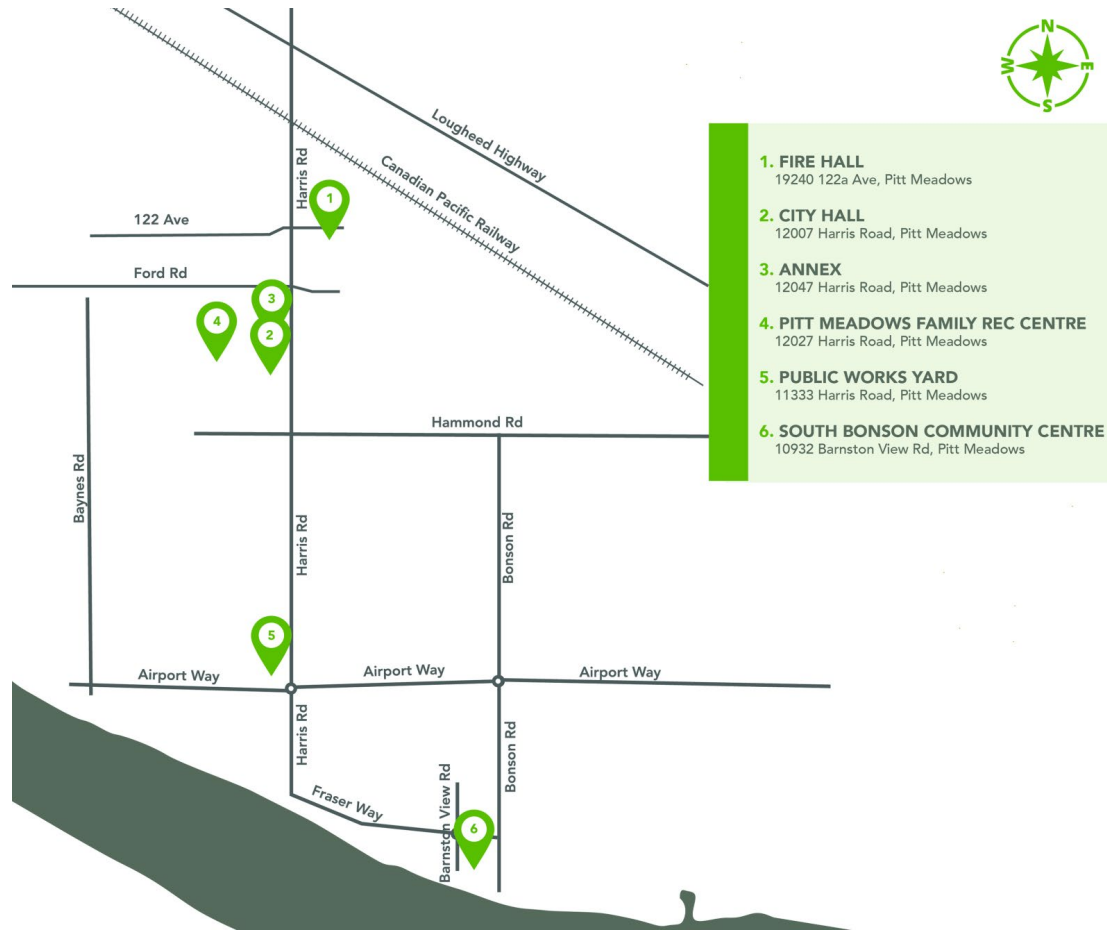 N
W
E
S
Lougheed Highway
Canadian Pacific Railway
Harris Rd
1
122 Ave
Ford Rd
3
4
2
Hammond Rd
Baynes Rd
Harris Rd
Bonson Rd
5
Airport Way
Airport Way
Airport Way
Harris Rd
Bonson Rd
Barnston View Rd
Fraser Way
6
1. FIRE HALL
19240 122a Ave, Pitt Meadows
2. CITY HALL
12007 Harris Road, Pitt Meadows
3. ANNEX
12047 Harris Road, Pitt Meadows
4. PITT MEADOWS FAMILY REC CENTRE
12027 Harris Road, Pitt Meadows
5. PUBLIC WORKS YARD
11333 Harris Road, Pitt Meadows
6. SOUTH BONSON COMMUNITY CENTRE
10932 Barnston View Rd, Pitt Meadows